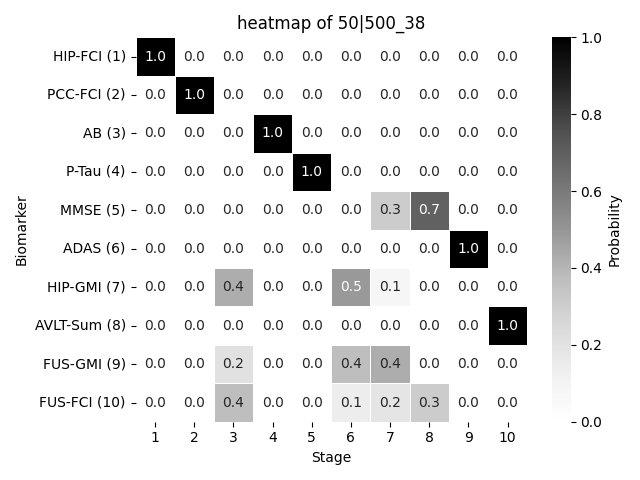 heatmap of 50|500_38
HIP-FCI (1) 1.0 0.0 0.0 0.0 0.0 0.0 0.0 0.0 0.0 0.0
PCC-FCI (2) 0.0 1.0 0.0 0.0 0.0 0.0 0.0 0.0 0.0 0.0
AB (3) 0.0 0.0 0.0 1.0 0.0 0.0 0.0 0.0 0.0 0.0
P-Tau (4) 0.0 0.0 0.0 0.0 1.0 0.0 0.0 0.0 0.0 0.0
MMSE (5) 0.0 0.0 0.0 0.0 0.0 0.0 0.3 0.7 0.0 0.0
ADAS (6) 0.0 0.0 0.0 0.0 0.0 0.0 0.0 0.0 1.0 0.0
HIP-GMI (7) 0.0 0.0 0.4 0.0 0.0 0.5 0.1 0.0 0.0 0.0
AVLT-Sum (8) 0.0 0.0 0.0 0.0 0.0 0.0 0.0 0.0 0.0 1.0
FUS-GMI (9) 0.0 0.0 0.2 0.0 0.0 0.4 0.4 0.0 0.0 0.0
FUS-FCI (10) 0.0 0.0 0.4 0.0 0.0 0.1 0.2 0.3 0.0 0.0
1 2 3 4 5 6 7 8 9 10
Stage
Biomarker
1.0
0.8
0.6
0.4
0.2
0.0
Probability